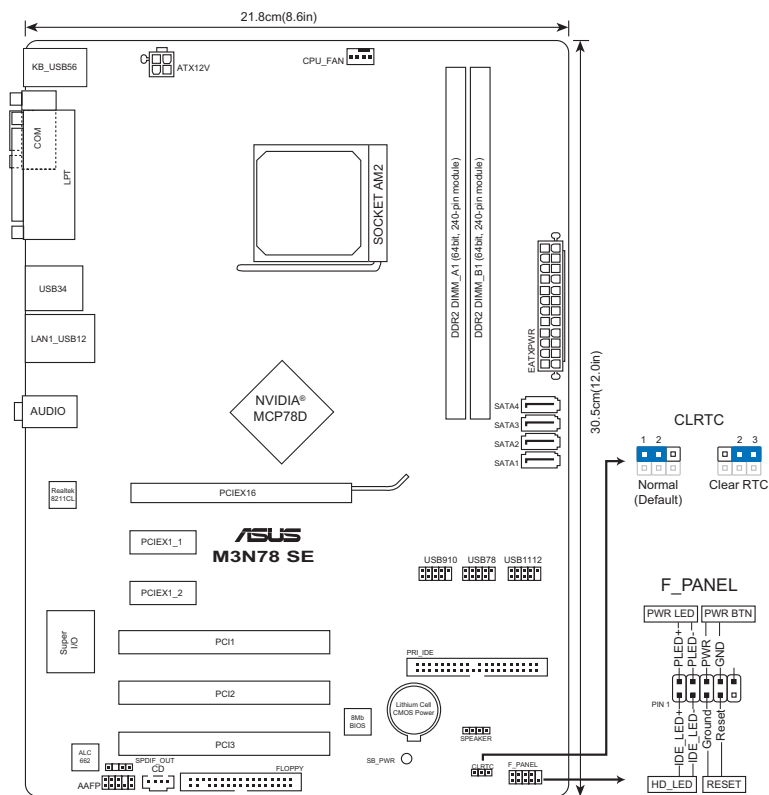 21.8cm(8.6in)
KB_USB56
ATX12V
CPU_FAN
COM
LPT
SOCKET AM2
DDR2 DIMM_A1 (64bit, 240-pin module)
DDR2 DIMM_B1 (64bit, 240-pin module)
EATXPWR
30.5cm(12.0in)
USB34
LAN1_USB12
AUDIO
NVIDIA®
MCP78D
SATA4
SATA3
SATA2
SATA1
CLRTC
1 2
2 3
Normal
(Default)
Clear RTC
Realtek
8211CL
PCIEX16
PCIEX1_1
ASUS
M3N78 SE
USB910
USB78
USB1112
PCIEX1_2
Super
I/O
PCI1
PRI_IDE
PCI2
Lithium Cell
CMOS Power
8Mb
BIOS
SPEAKER
PCI3
ALC
662
SPDIF_OUT
CD
AAFP
FLOPPY
SB_PWR
CLRTC
F_PANEL
F_PANEL
PWR LED
PWR BTN
PLED+
PLED-
PWR
GND
PIN 1
IDE_LED+
IDE_LED-
Ground
Reset
HD_LED
RESET